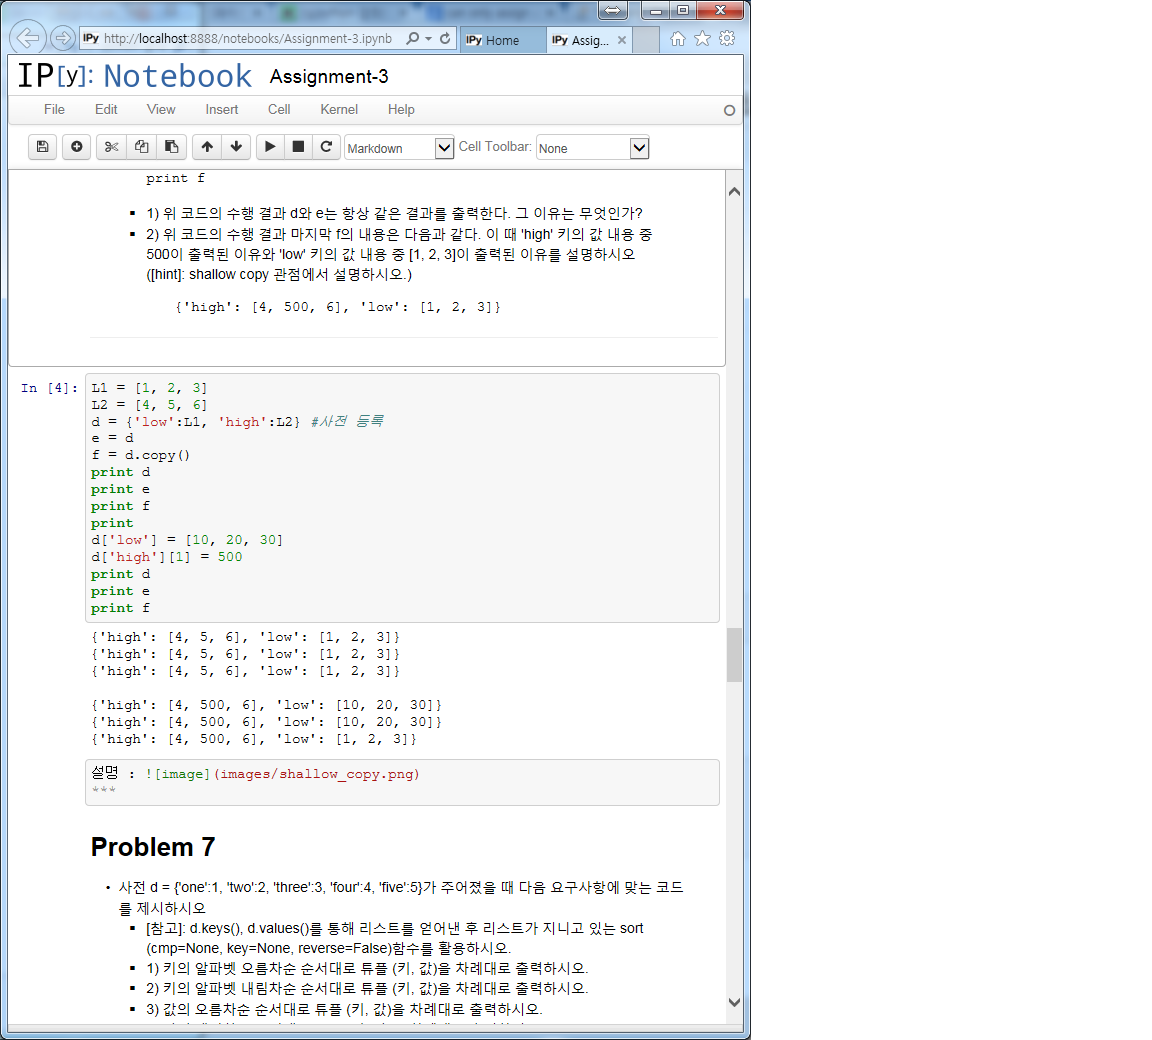 http://localhost:8888/notebooks/Assignment-3.ipynb
IPy Home
IPy Assig...
IP[y]: Notebook Assignment-3
File Edit View Insert Cell Kernel Help
Markdown Cell Toolbar: None
print f
1) 위 코드의 수행 결과 d와 e는 항상 같은 결과를 출력한다. 그 이유는 무엇인가?
2) 위 코드의 수행 결과 마지막 f의 내용은 다음과 같다. 이 때 'high' 키의 값 내용 중
500이 출력된 이유와 'low' 키의 값 내용 중 [1, 2, 3]이 출력된 이유를 설명하시오
([hint]: shallow copy 관점에서 설명하시오.)
{'high': [4, 500, 6], 'low': [1, 2, 3]}
In [4]:
L1 = [1, 2, 3]
L2 = [4, 5, 6]
d = {'low':L1, 'high':L2} #사전 등록
e = d
f = d.copy()
print d
print e
print f
print
d['low'] = [10, 20, 30]
d['high'][1] = 500
print d
print e
print f
{'high': [4, 5, 6], 'low': [1, 2, 3]}
{'high': [4, 5, 6], 'low': [1, 2, 3]}
{'high': [4, 5, 6], 'low': [1, 2, 3]}
{'high': [4, 500, 6], 'low': [10, 20, 30]}
{'high': [4, 500, 6], 'low': [10, 20, 30]}
{'high': [4, 500, 6], 'low': [1, 2, 3]}
설명 : ![image](images/shallow_copy.png)
***
Problem 7
사전 d = {'one':1, 'two':2, 'three':3, 'four':4, 'five':5}가 주어졌을 때 다음 요구사항에 맞는 코드
를 제시하시오
[참고]: d.keys(), d.values()를 통해 리스트를 얻어낸 후 리스트가 지니고 있는 sort
(cmp=None, key=None, reverse=False)함수를 활용하시오.
1) 키의 알파벳 오름차순 순서대로 튜플 (키, 값)을 차례대로 출력하시오.
2) 키의 알파벳 내림차순 순서대로 튜플 (키, 값)을 차례대로 출력하시오.
3) 값의 오름차순 순서대로 튜플 (키, 값)을 차례대로 출력하시오.